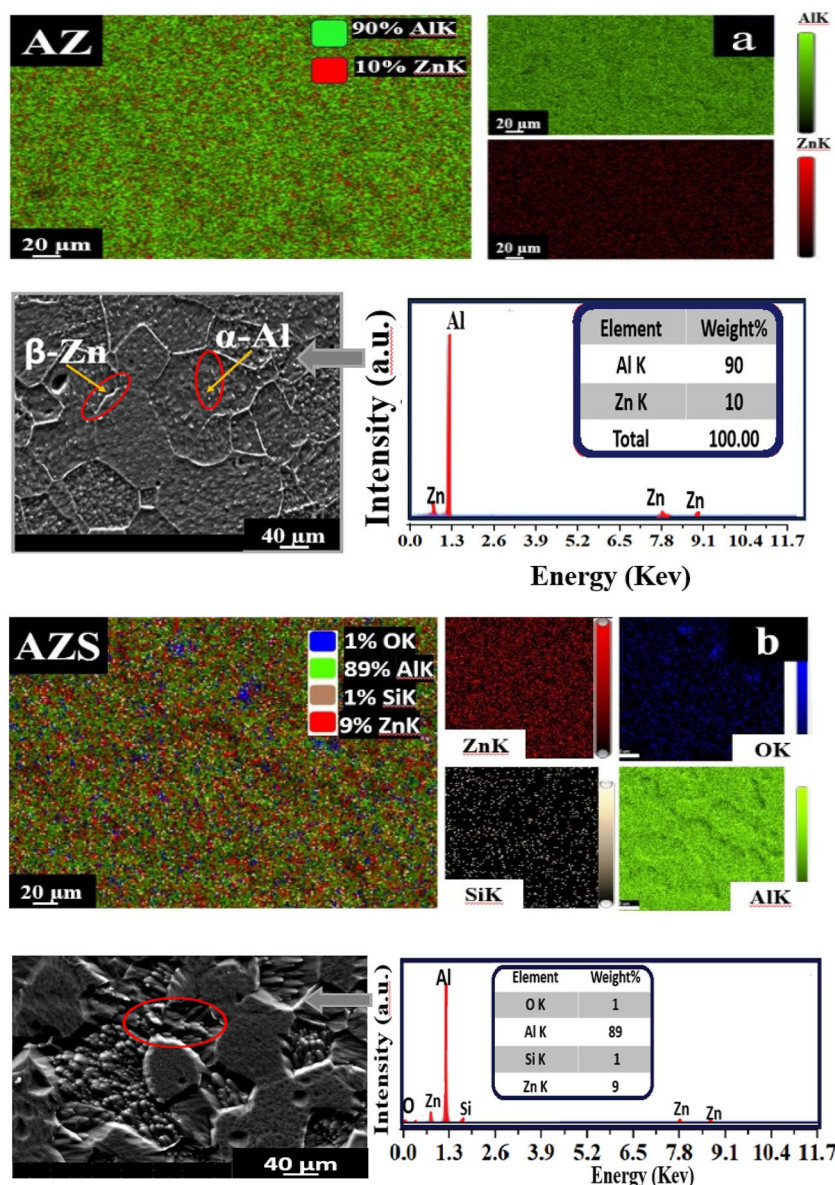 AZ
90% AlK
10% ZnK
20 µm
a
20 µm
AlK
20 µm
ZnK
β-Zn
α-Al
40 µm
Intensity (a.u.)
Al
Zn
Zn
Zn
Element Weight%
Al K 90
Zn K 10
Total 100.00
0.0 1.3 2.6 3.9 5.2 6.5 7.8 9.1 10.4 11.7
Energy (Kev)
AZS
1% OK
89% AlK
1% SiK
9% ZnK
20 µm
b
ZnK
OK
SiK
AlK
40 µm
Intensity (a.u.)
O
Zn
Al
Si
Zn
Zn
Element Weight%
O K 1
Al K 89
Si K 1
Zn K 9
0.0 1.3 2.6 3.9 5.2 6.5 7.8 9.1 10.4 11.7
Energy (Kev)